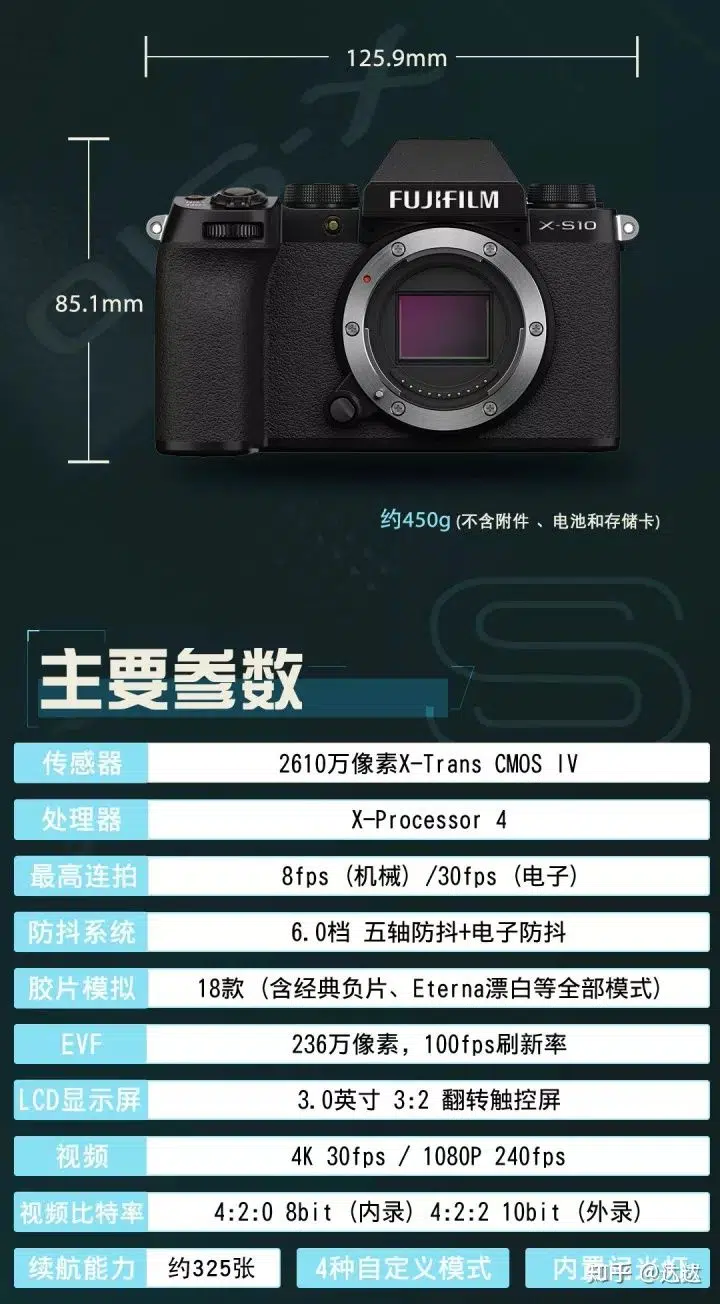 125.9mm
FUJIFILM
X-S10
85.1mm
约450g (不含附件、电池和存储卡)
主要参数
传感器 2610万像素X-Trans CMOS IV
处理器 X-Processor 4
最高连拍 8fps (机械) /30fps (电子)
防抖系统 6.0档 五轴防抖+电子防抖
胶片模拟 18款 (含经典负片、Eterna漂白等全部模式)
EVF 236万像素, 100fps刷新率
LCD显示屏 3.0英寸 3:2 翻转触控屏
视频 4K 30fps / 1080P 240fps
视频比特率 4:2:0 8bit (内录) 4:2:2 10bit (外录)
续航能力 约325张 4种自定义模式 内置闪光灯
知乎 @达达